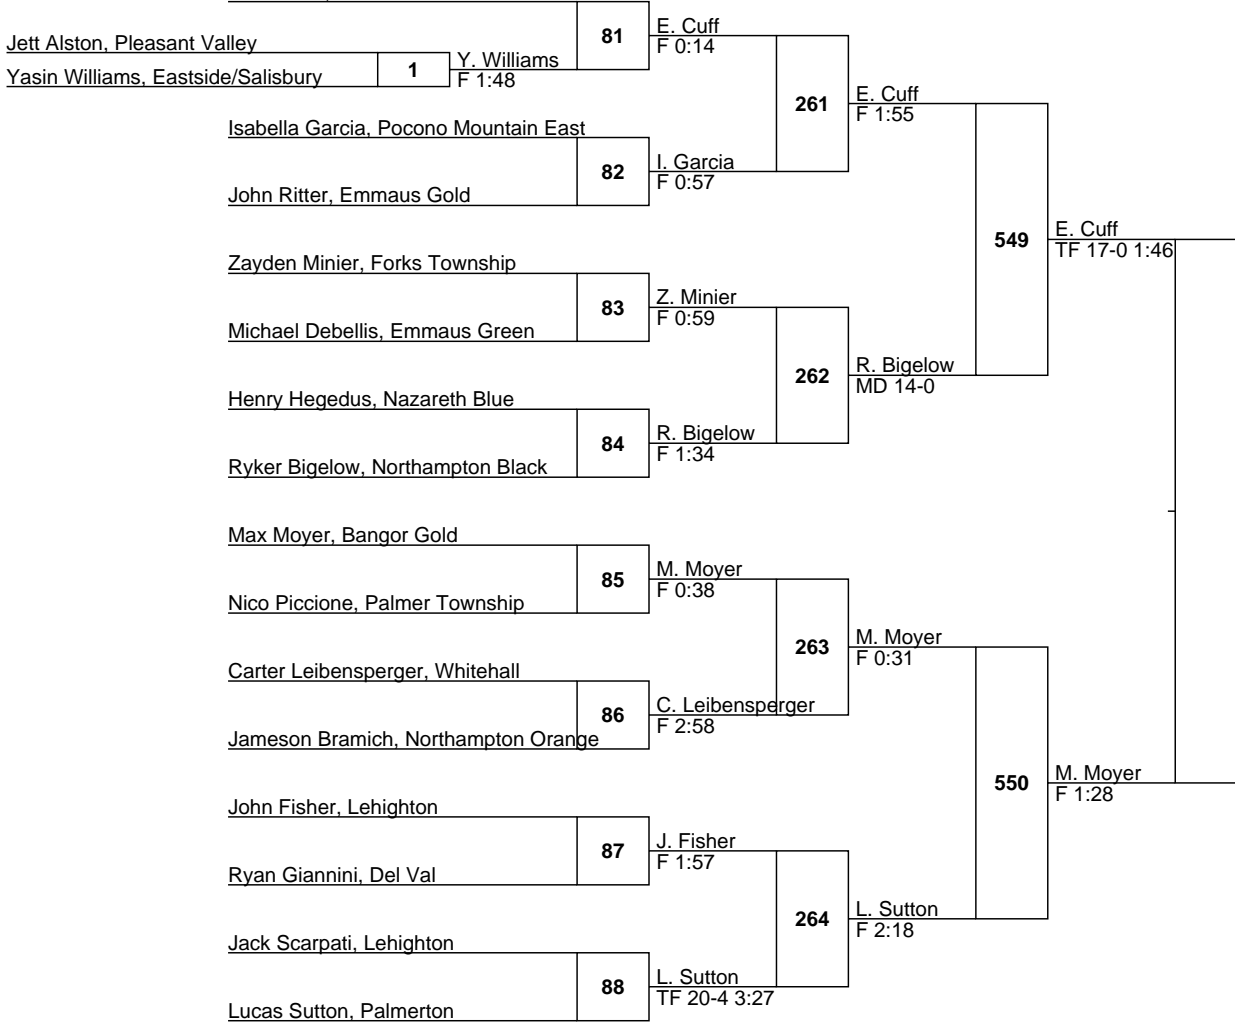 81
E. Cuff
F 0:14
Jett Alston, Pleasant Valley
Yasin Williams, Eastside/Salisbury
1
Y. Williams
F 1:48
261
E. Cuff
F 1:55
Isabella Garcia, Pocono Mountain East
82
I. Garcia
F 0:57
John Ritter, Emmaus Gold
549
E. Cuff
TF 17-0 1:46
Zayden Minier, Forks Township
83
Z. Minier
F 0:59
Michael Debellis, Emmaus Green
262
R. Bigelow
MD 14-0
Henry Hegedus, Nazareth Blue
84
R. Bigelow
F 1:34
Ryker Bigelow, Northampton Black
Max Moyer, Bangor Gold
85
M. Moyer
F 0:38
Nico Piccione, Palmer Township
263
M. Moyer
F 0:31
Carter Leibensperger, Whitehall
86
C. Leibensperger
F 2:58
Jameson Bramich, Northampton Orange
550
M. Moyer
F 1:28
John Fisher, Lehighton
87
J. Fisher
F 1:57
Ryan Giannini, Del Val
264
L. Sutton
F 2:18
Jack Scarpati, Lehighton
88
L. Sutton
TF 20-4 3:27
Lucas Sutton, Palmerton